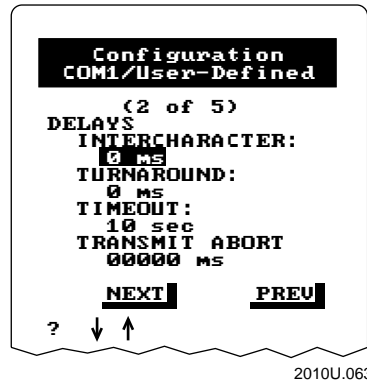 Configuration
COM1/User-Defined
(2 of 5)
DELAYS
INTERCHARACTER:
0 ms
TURNAROUND:
0 ms
TIMEOUT:
10 sec
TRANSMIT ABORT
00000 ms
NEXT PREV
? ↓ ↑
2010U.063